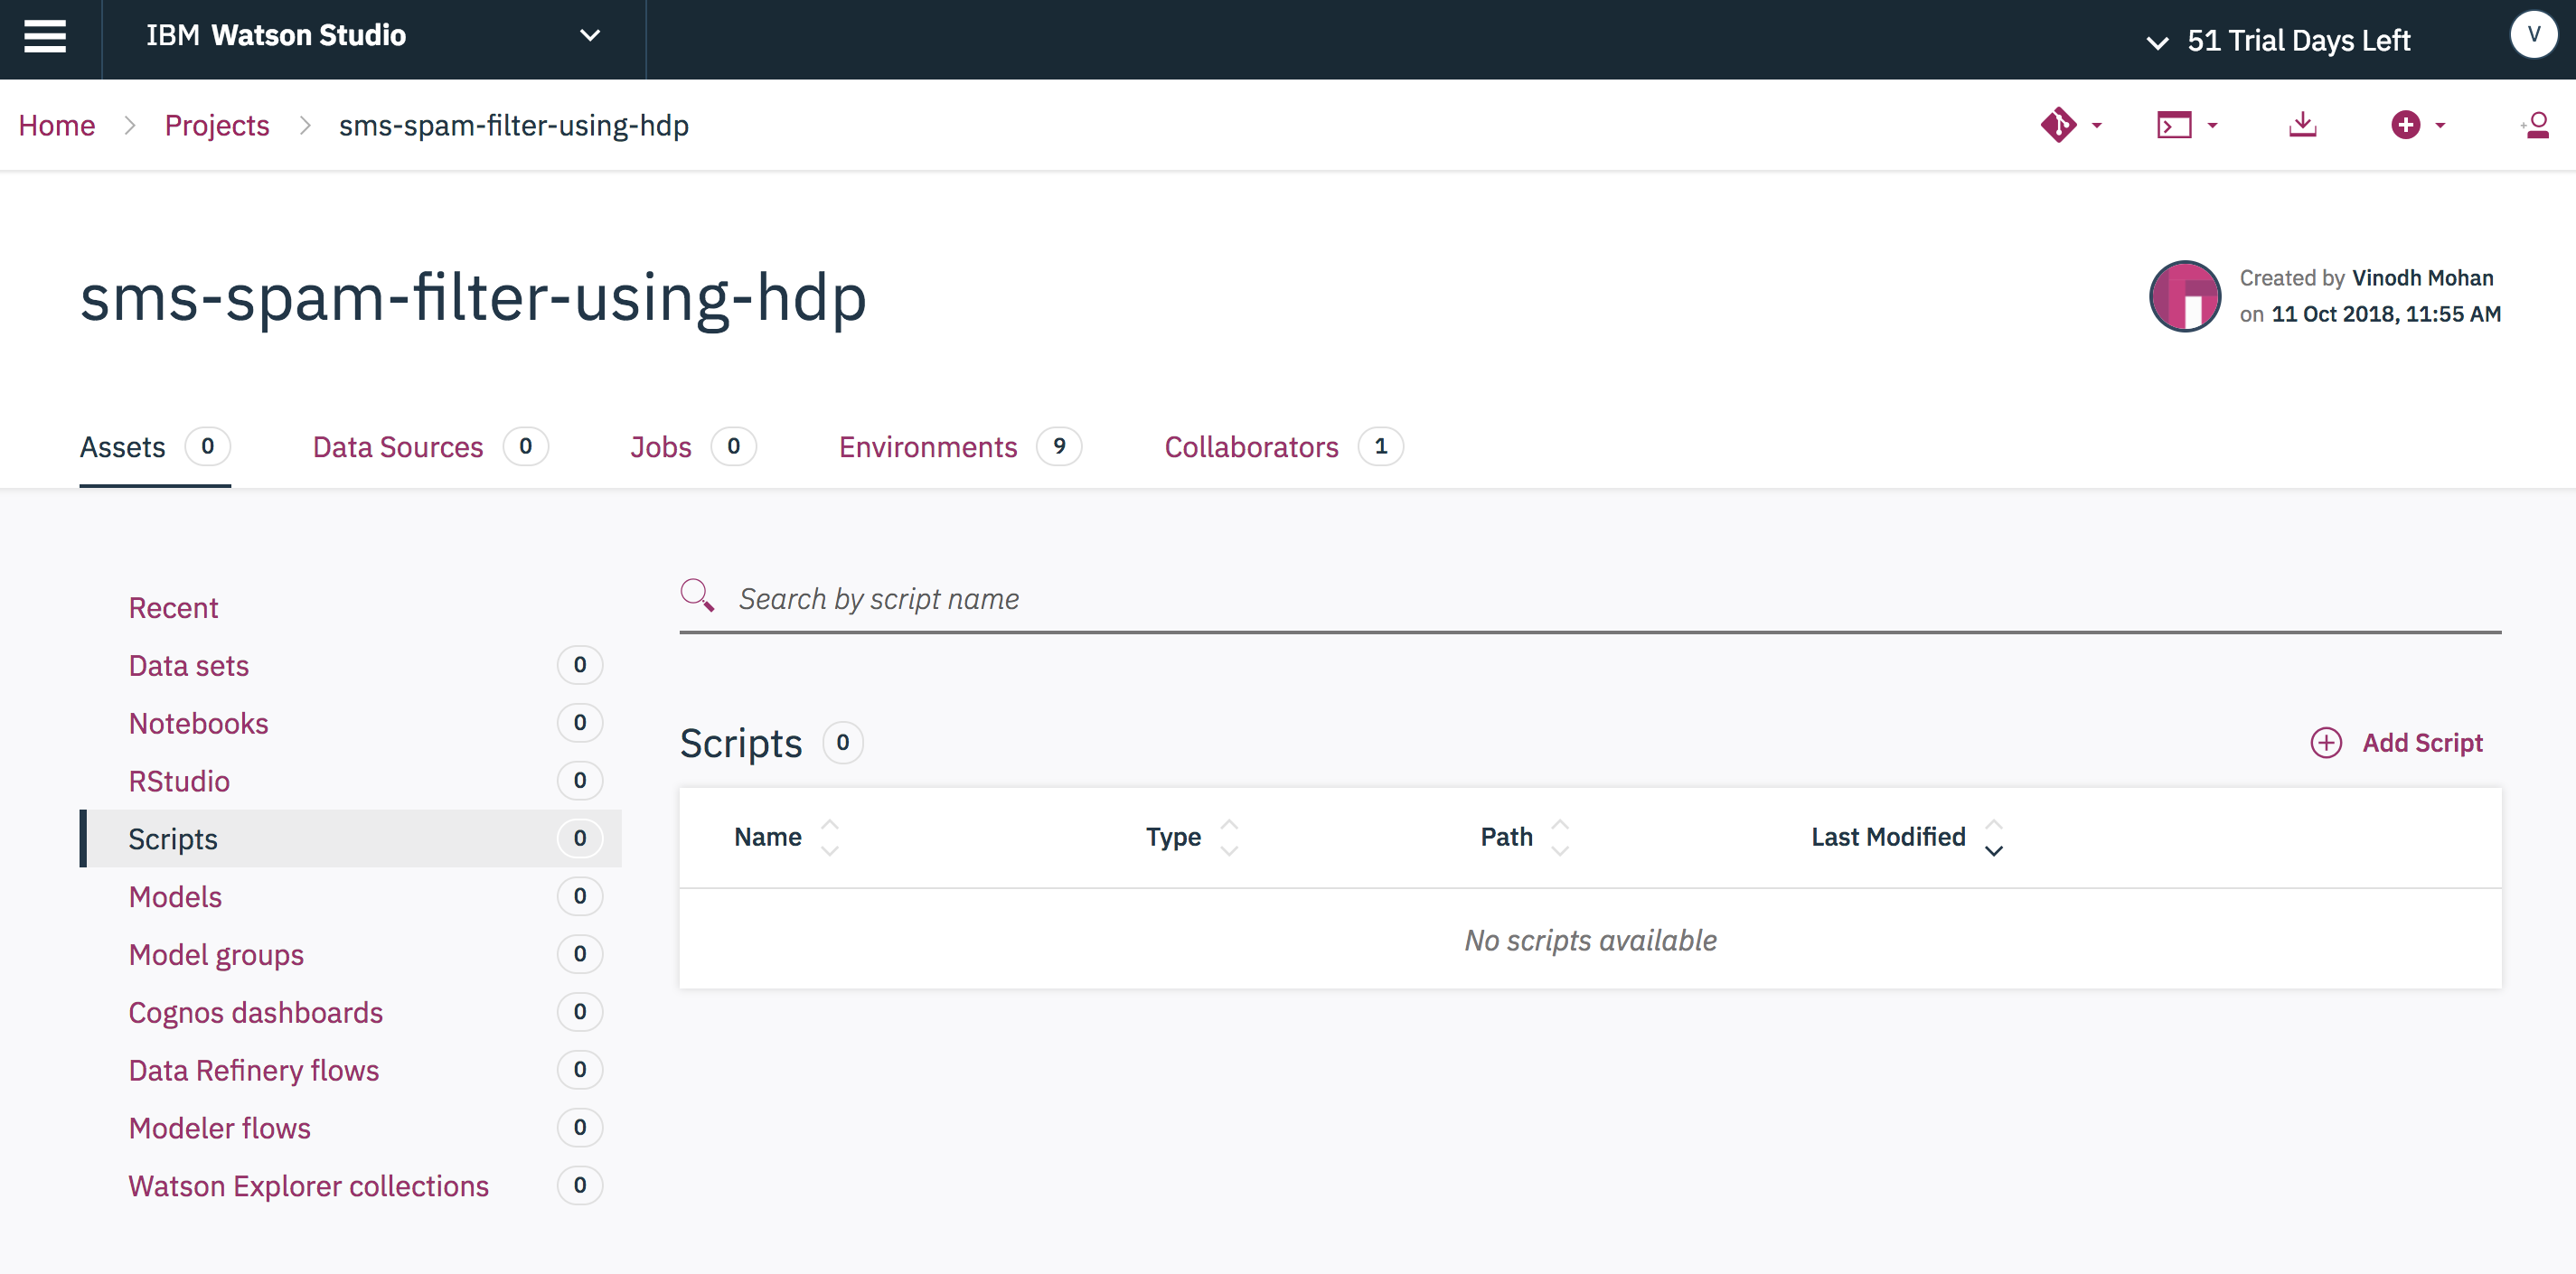 IBM Watson Studio
51 Trial Days Left
V
Home
Projects
sms-spam-filter-using-hdp
sms-spam-filter-using-hdp
Created by Vinodh Mohan
on 11 Oct 2018, 11:55 AM
Assets 0
Data Sources 0
Jobs 0
Environments 9
Collaborators 1
Recent
Data sets 0
Notebooks 0
RStudio 0
Scripts 0
Models 0
Model groups 0
Cognos dashboards 0
Data Refinery flows 0
Modeler flows 0
Watson Explorer collections 0
Search by script name
Scripts 0
Add Script
Name Type Path Last Modified
No scripts available